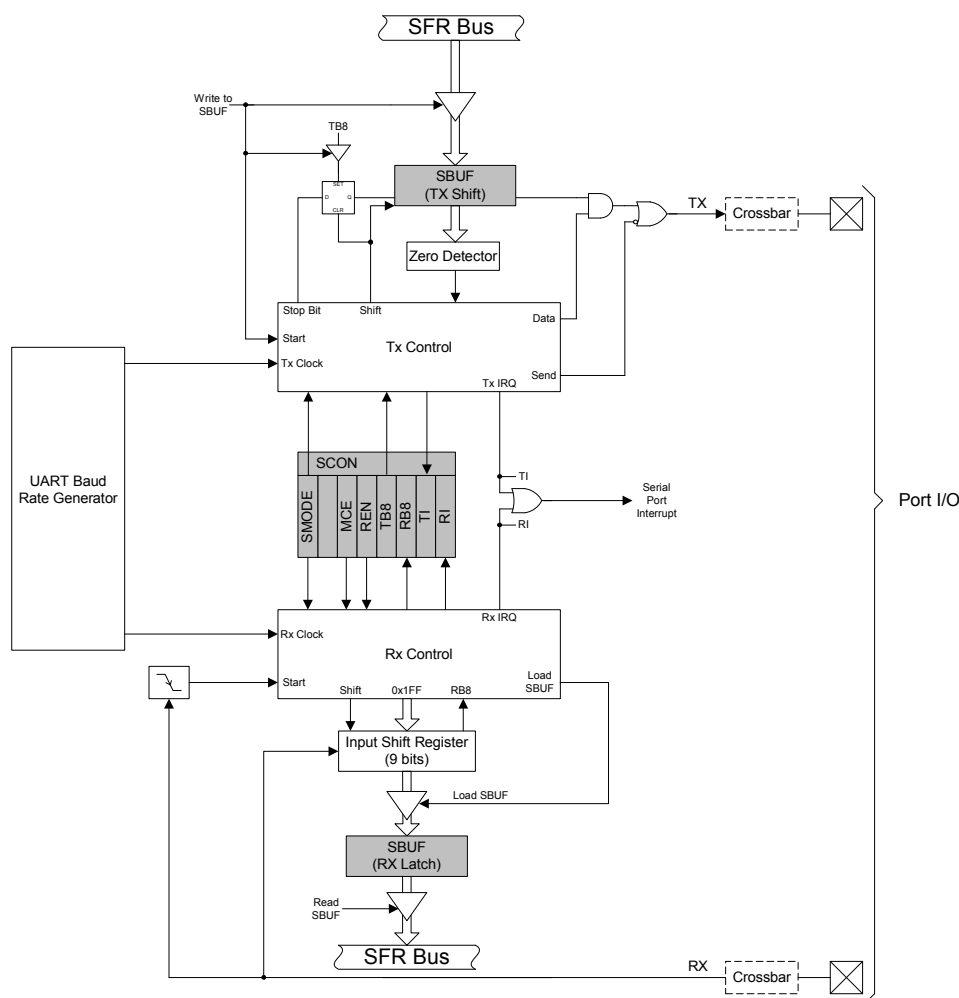 SFR Bus
Write to
SBUF
TB8
SET
D
Q
CLR
SBUF
(TX Shift)
TX
Crossbar
Zero Detector
Stop Bit
Shift
Data
Start
Tx Control
Tx Clock
Send
Tx IRQ
UART Baud
Rate Generator
SCON
SMODE
MCE
REN
TB8
RB8
TI
RI
TI
Serial
Port
Interrupt
RI
Port I/O
Rx IRQ
Rx Clock
Rx Control
Start
Load
SBUF
Shift
0x1FF
RB8
Input Shift Register
(9 bits)
Load SBUF
SBUF
(RX Latch)
Read
SBUF
SFR Bus
RX
Crossbar